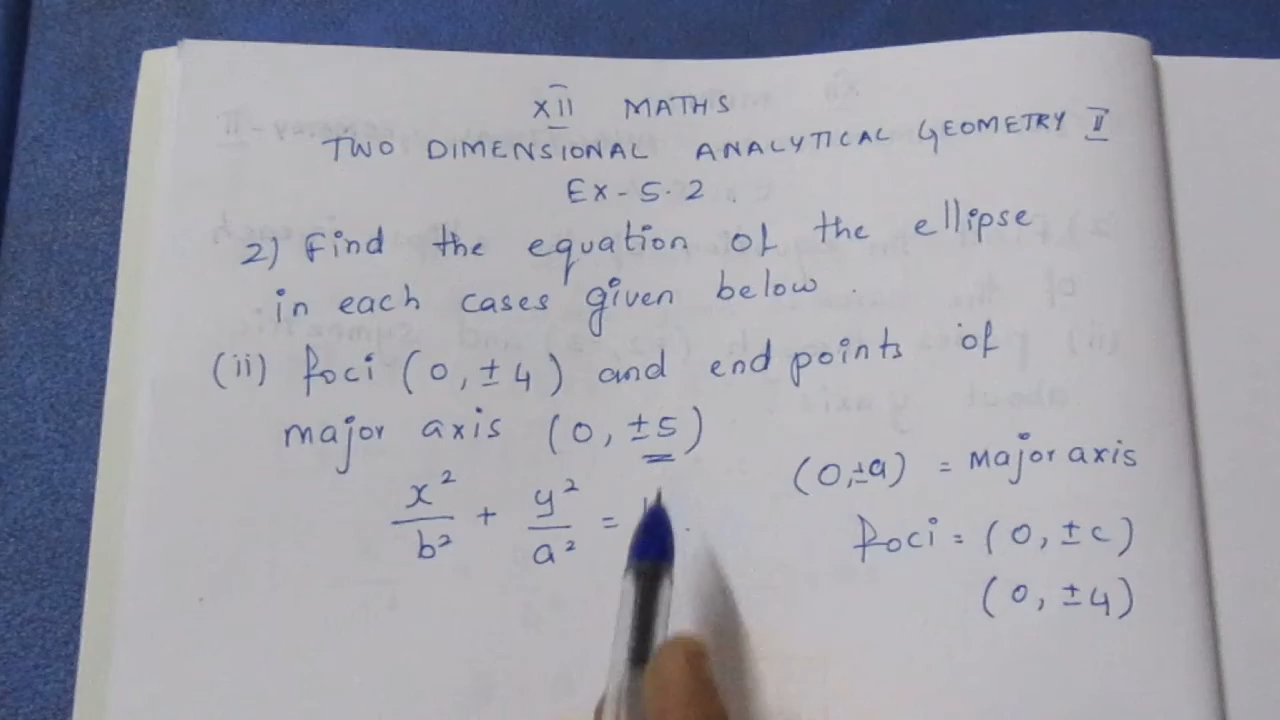 XII MATHS
TWO DIMENSIONAL ANALYTICAL GEOMETRY II
Ex-5.2
2) Find the equation of the ellipse
in each cases given below.
(ii) Foci (0, ±4) and end points of
major axis (0, ±5)
x²/b² + y²/a² = 1.
(0, ±a) = Major axis
Foci = (0, ±c)
(0, ±4)